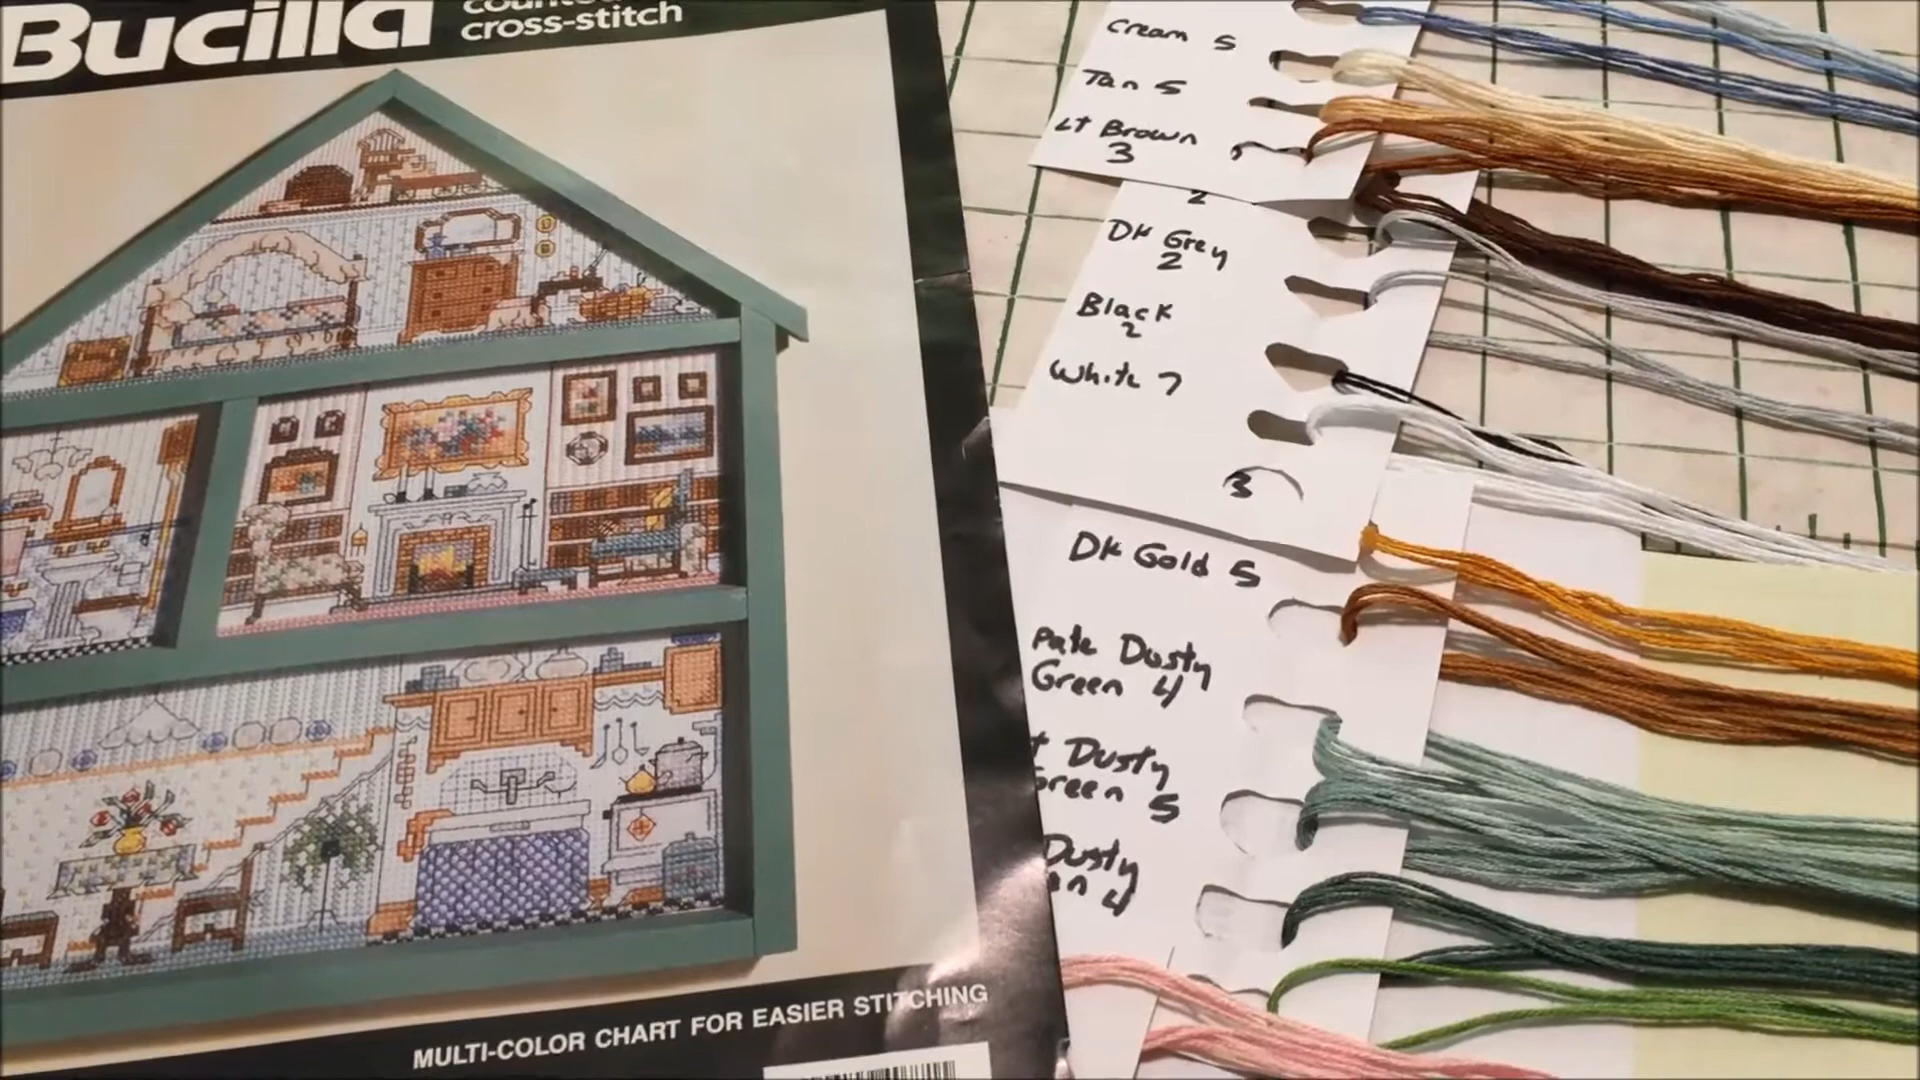 Bucilla
cross-stitch
MULTI-COLOR CHART FOR EASIER STITCHING
Cream 5
Tan 5
Lt Brown
3
2
DK Grey
2
Black
2
White 7
3
DK Gold 5
Pale Dusty
Green 4
Dusty
Green 5
Dusty
4